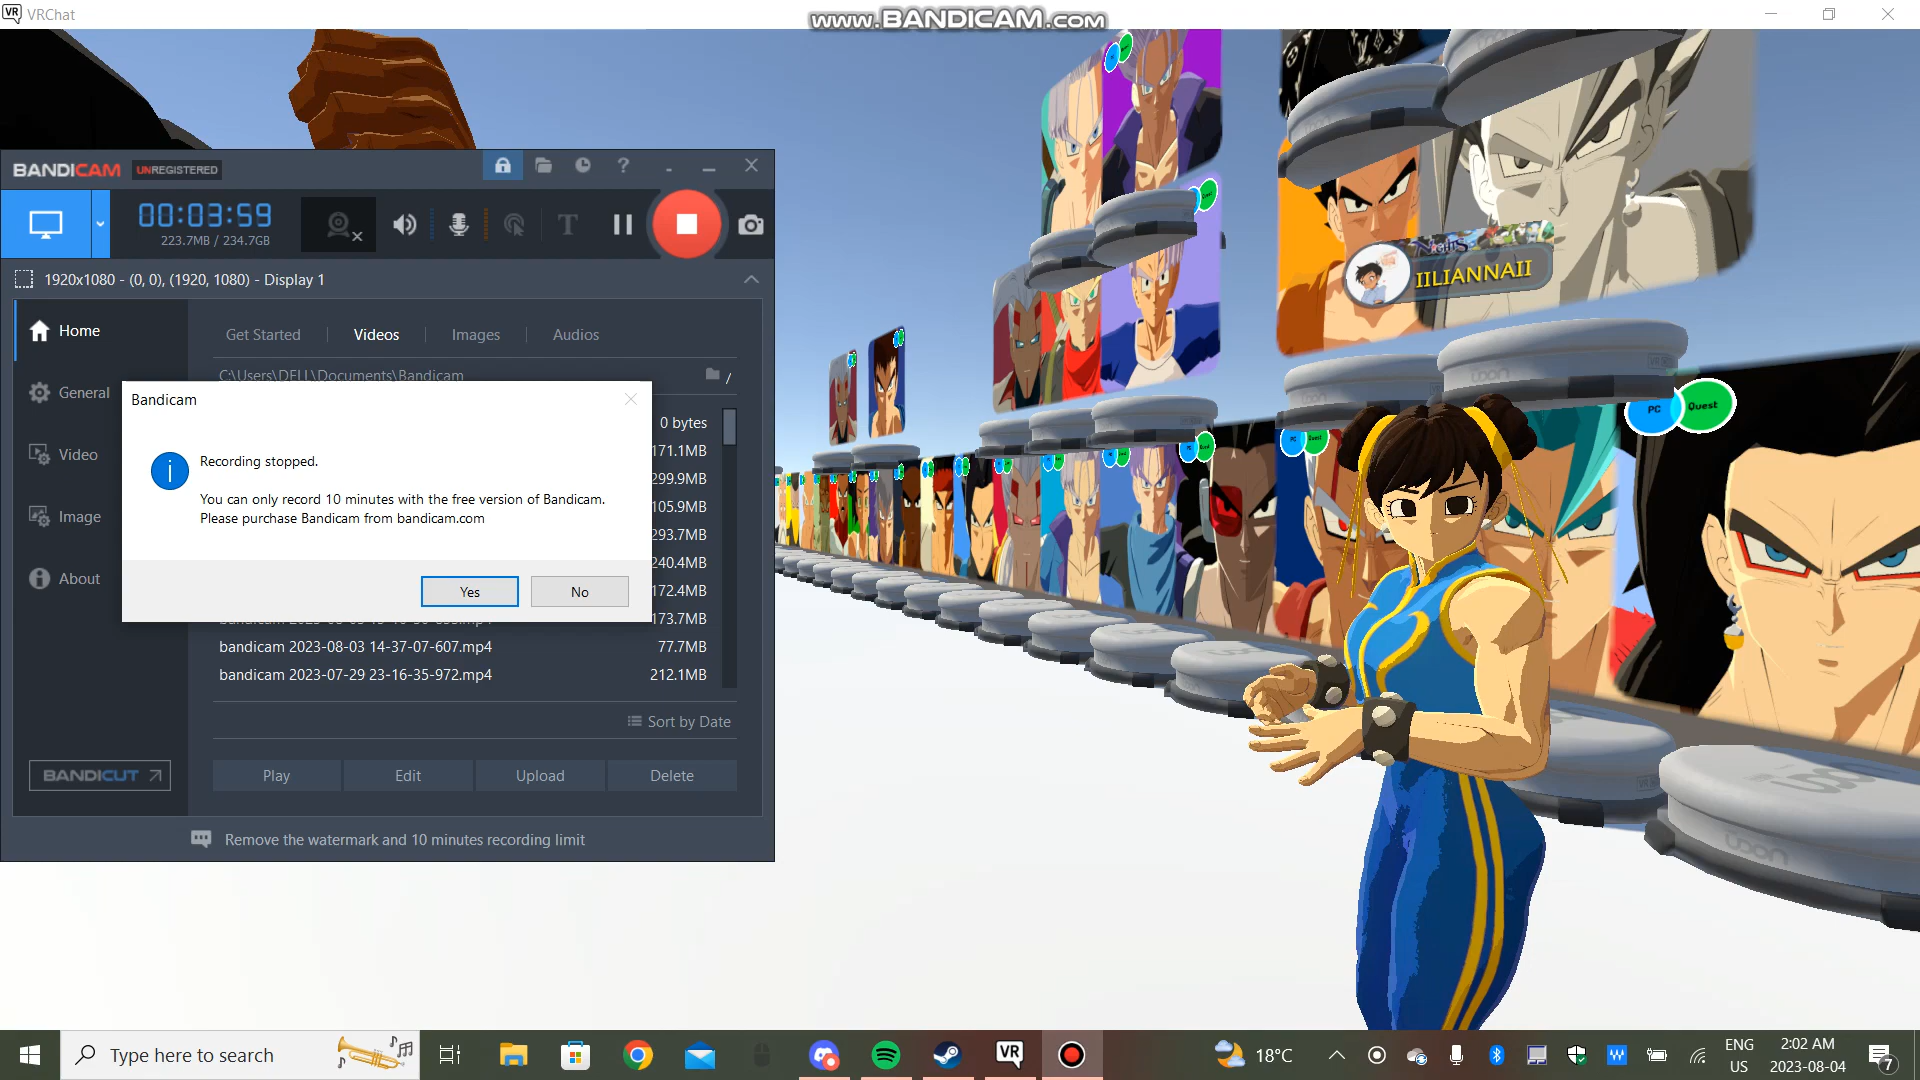 VR VRChat
www.BANDICAM.COM
BANDICAM UNREGISTERED
?
00:03:59
223.7MB / 234.7GB
T
1920x1080 - (0, 0), (1920, 1080) - Display 1
Home
Get Started
Videos
Images
Audios
C:\Users\DELL\Documents\Bandicam
/
General
Bandicam
0 bytes
171.1MB
Video
Recording stopped.
299.9MB
You can only record 10 minutes with the free version of Bandicam.
105.9MB
Please purchase Bandicam from bandicam.com
Image
293.7MB
240.4MB
About
Yes
No
172.4MB
173.7MB
bandicam 2023-08-03 14-37-07-607.mp4
77.7MB
bandicam 2023-07-29 23-16-35-972.mp4
212.1MB
Sort by Date
BANDICUT
Play
Edit
Upload
Delete
Remove the watermark and 10 minutes recording limit
NIGHTS
IILIANNAII
PC
Quest
uoon
Type here to search
VR
18°C
W
ENG
US
2:02 AM
2023-08-04
7